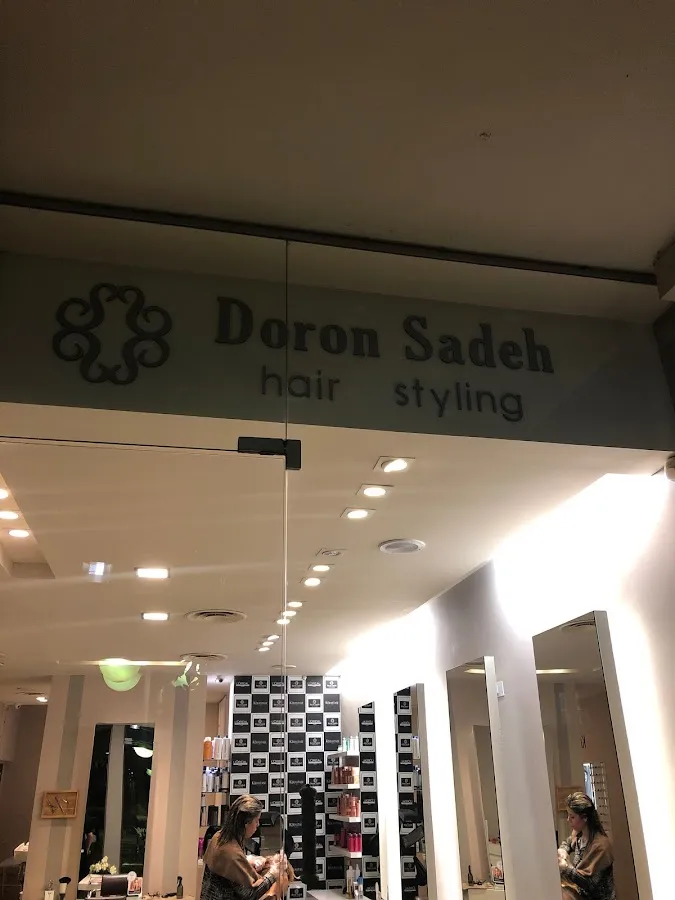 Doron Sadeh
hair styling